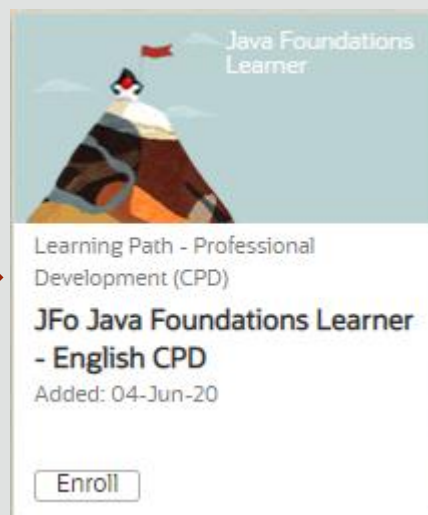 Java Foundations
Learner
Learning Path - Professional
Development (CPD)
JFo Java Foundations Learner
- English CPD
Added: 04-Jun-20
Enroll